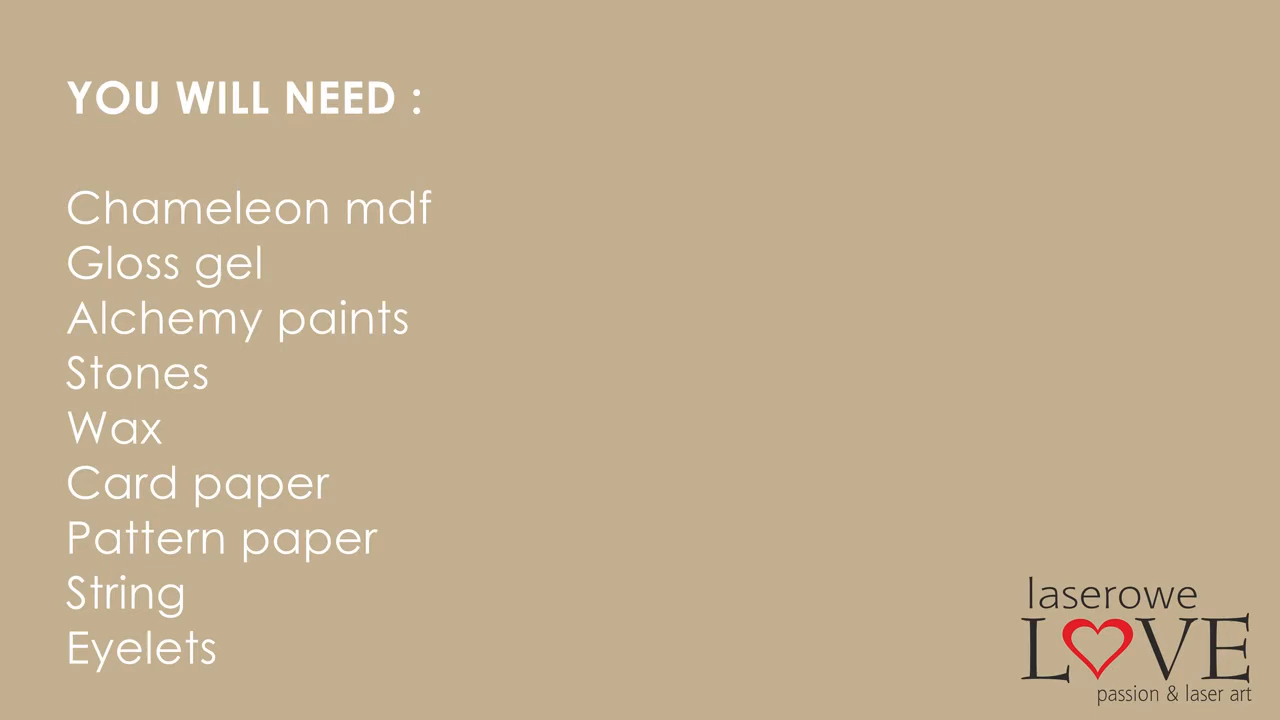 YOU WILL NEED :
Chameleon mdf
Gloss gel
Alchemy paints
Stones
Wax
Card paper
Pattern paper
String
Eyelets
laserowe
LOVE
passion & laser art